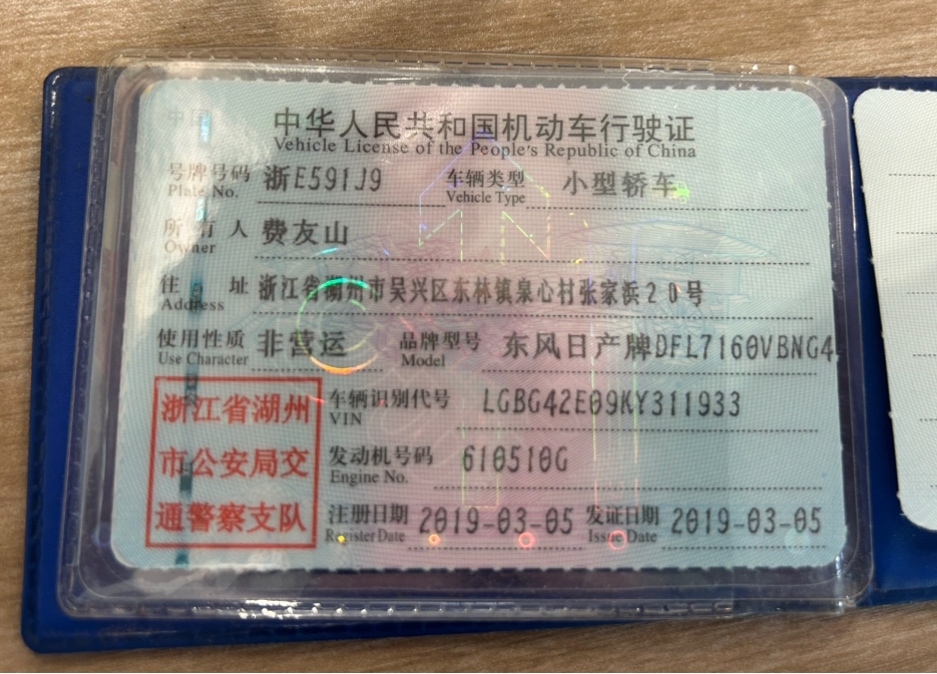 中国
中华人民共和国机动车行驶证
Vehicle License of the People's Republic of China
号牌号码 浙E591J9 车辆类型 小型轿车
Plate No. Vehicle Type
所有人 费友山
Owner
住址 浙江省湖州市吴兴区东林镇泉心村张家浜20号
Address
使用性质 非营运 品牌型号 东风日产牌DFL7160VBNG4
Use Character Model
浙江省湖州
市公安局交
通警察支队
车辆识别代号 LGBG42E09KY311933
VIN
发动机号码 610510G
Engine No.
注册日期 2019-03-05 发证日期 2019-03-05
Register Date Issue Date